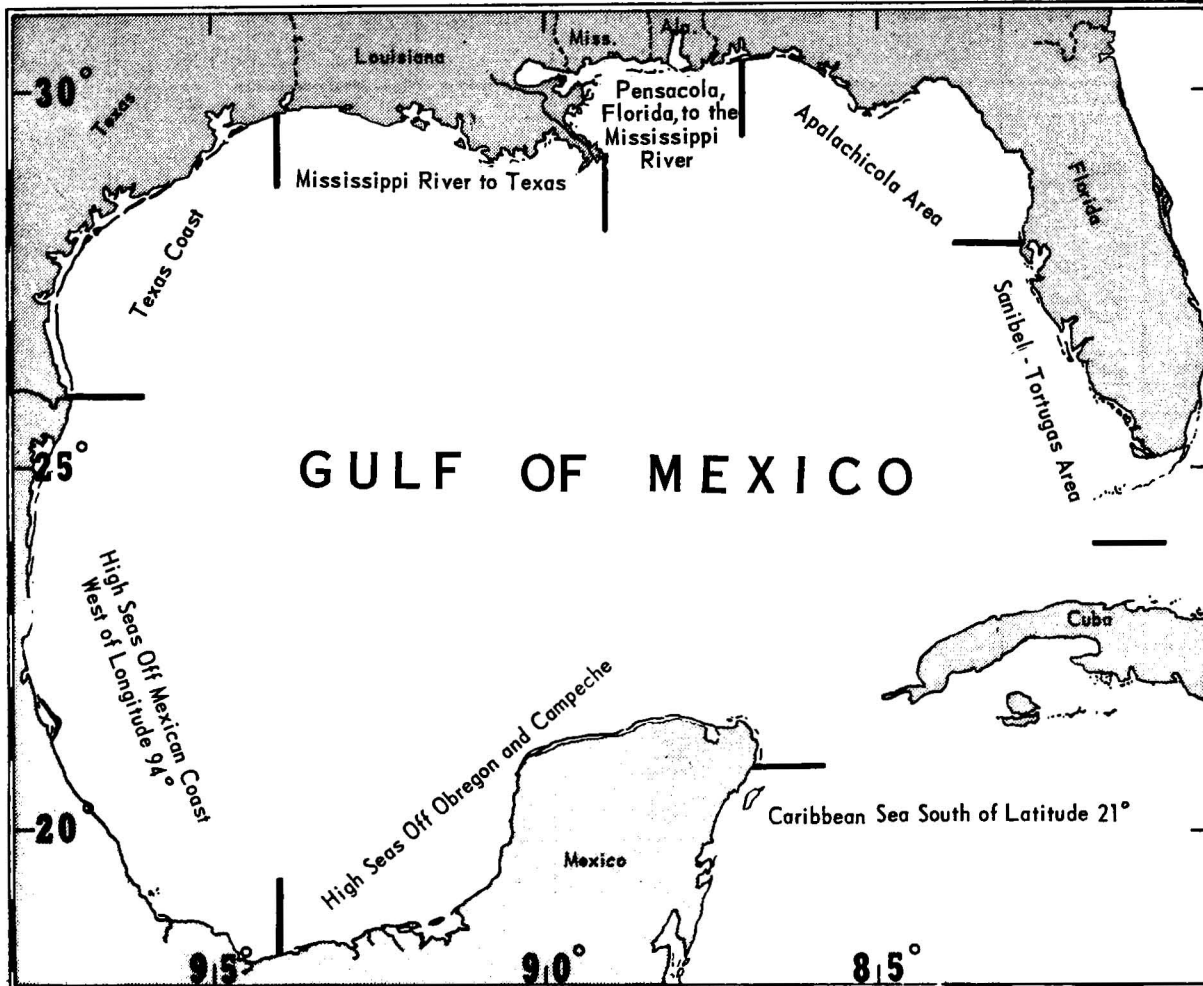 Louisiana
Miss.
Ala.
30°
Texas
Pensacola,
Florida, to the
Mississippi
River
Apalachicola Area
Mississippi River to Texas
Florida
Texas Coast
Sanibel - Tortugas Area
25°
GULF OF MEXICO
High Seas Off Mexican Coast
West of Longitude 94°
Cuba
High Seas Off Obregon and Campeche
Caribbean Sea South of Latitude 21°
20
Mexico
95°
90°
85°